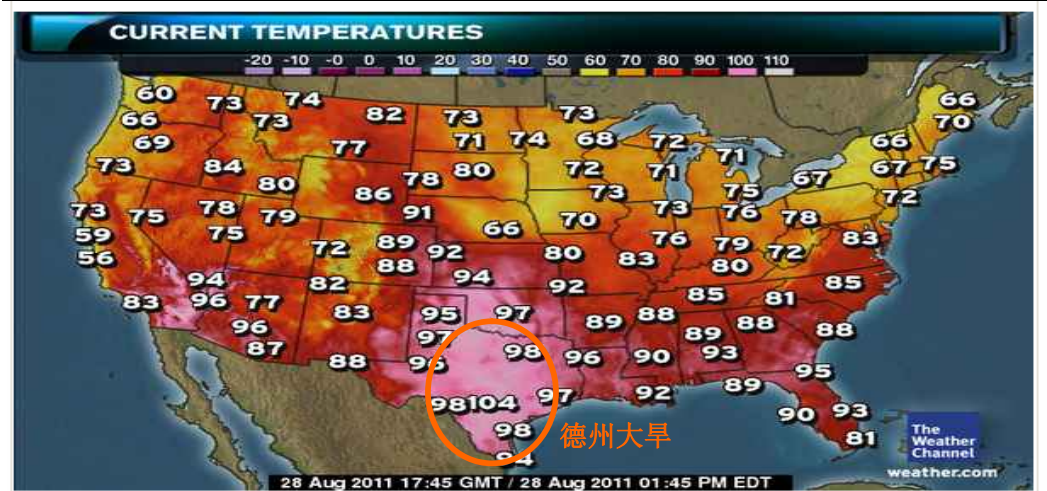 CURRENT TEMPERATURES
-20 -10 -0 0 10 20 30 40 50 60 70 80 90 100 110
60 73 74 82 73 73 66
66 73 71 74 68 72 66 70
69 77 71
73 84 80 86 78 80 72 71 67 67 75
73 75 78 79 91 66 73 70 73 75 76 78 72
59 75 72 89 92 80 83 76 79 72 83
56 94 82 88 94 92 80 85
83 96 77 83 95 97 89 88 85 81
96 87 88 97 98 96 90 89 88 88
96 93 95
98 104 97 92 89 90 93
98 德州大旱 81
94
The
Weather
Channel
weather.com
28 Aug 2011 17:45 GMT / 28 Aug 2011 01:45 PM EDT